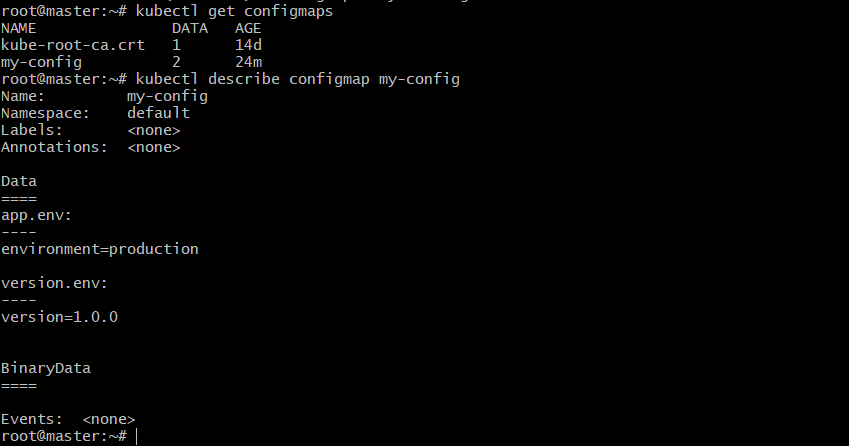 root@master:~# kubectl get configmaps
NAME               DATA   AGE
kube-root-ca.crt   1      14d
my-config          2      24m
root@master:~# kubectl describe configmap my-config
Name:         my-config
Namespace:    default
Labels:       <none>
Annotations:  <none>

Data
====
app.env:
----
environment=production

version.env:
----
version=1.0.0


BinaryData
====

Events:  <none>
root@master:~#